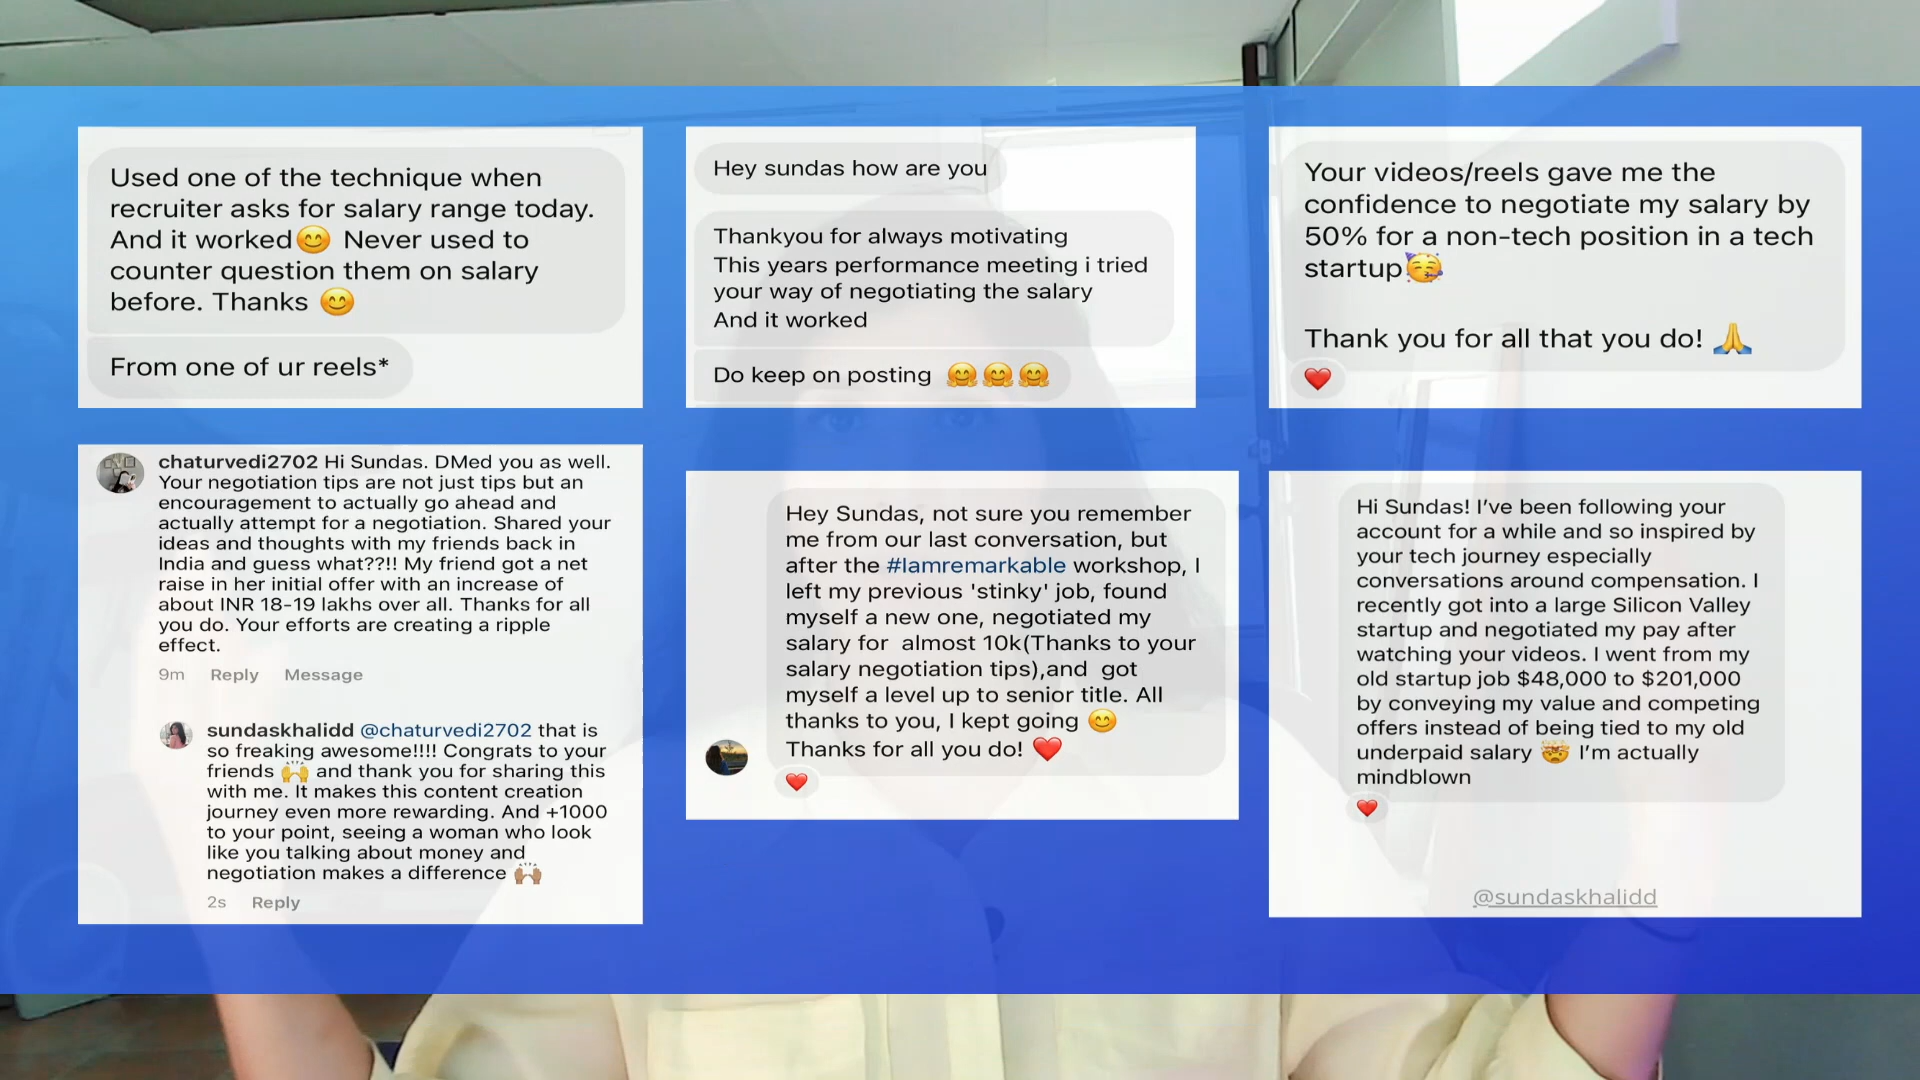 Used one of the technique when
recruiter asks for salary range today.
And it worked😊 Never used to
counter question them on salary
before. Thanks 😊
From one of ur reels*
Hey sundas how are you
Thankyou for always motivating
This years performance meeting i tried
your way of negotiating the salary
And it worked
Do keep on posting 🤗🤗🤗
Your videos/reels gave me the
confidence to negotiate my salary by
50% for a non-tech position in a tech
startup🥳
Thank you for all that you do! 🙏
❤️
chaturvedi2702 Hi Sundas. DMed you as well.
Your negotiation tips are not just tips but an
encouragement to actually go ahead and
actually attempt for a negotiation. Shared your
ideas and thoughts with my friends back in
India and guess what??!! My friend got a net
raise in her initial offer with an increase of
about INR 18-19 lakhs over all. Thanks for all
you do. Your efforts are creating a ripple
effect.
9m Reply Message
sundaskhalidd @chaturvedi2702 that is
so freaking awesome!!!! Congrats to your
friends 🙌 and thank you for sharing this
with me. It makes this content creation
journey even more rewarding. And +1000
to your point, seeing a woman who look
like you talking about money and
negotiation makes a difference 🙌🏽
2s Reply
Hey Sundas, not sure you remember
me from our last conversation, but
after the #Iamremarkable workshop, I
left my previous 'stinky' job, found
myself a new one, negotiated my
salary for almost 10k(Thanks to your
salary negotiation tips),and got
myself a level up to senior title. All
thanks to you, I kept going 😊
Thanks for all you do! ❤️
❤️
Hi Sundas! I’ve been following your
account for a while and so inspired by
your tech journey especially
conversations around compensation. I
recently got into a large Silicon Valley
startup and negotiated my pay after
watching your videos. I went from my
old startup job $48,000 to $201,000
by conveying my value and competing
offers instead of being tied to my old
underpaid salary 🤯 I’m actually
mindblown
❤️
@sundaskhalidd